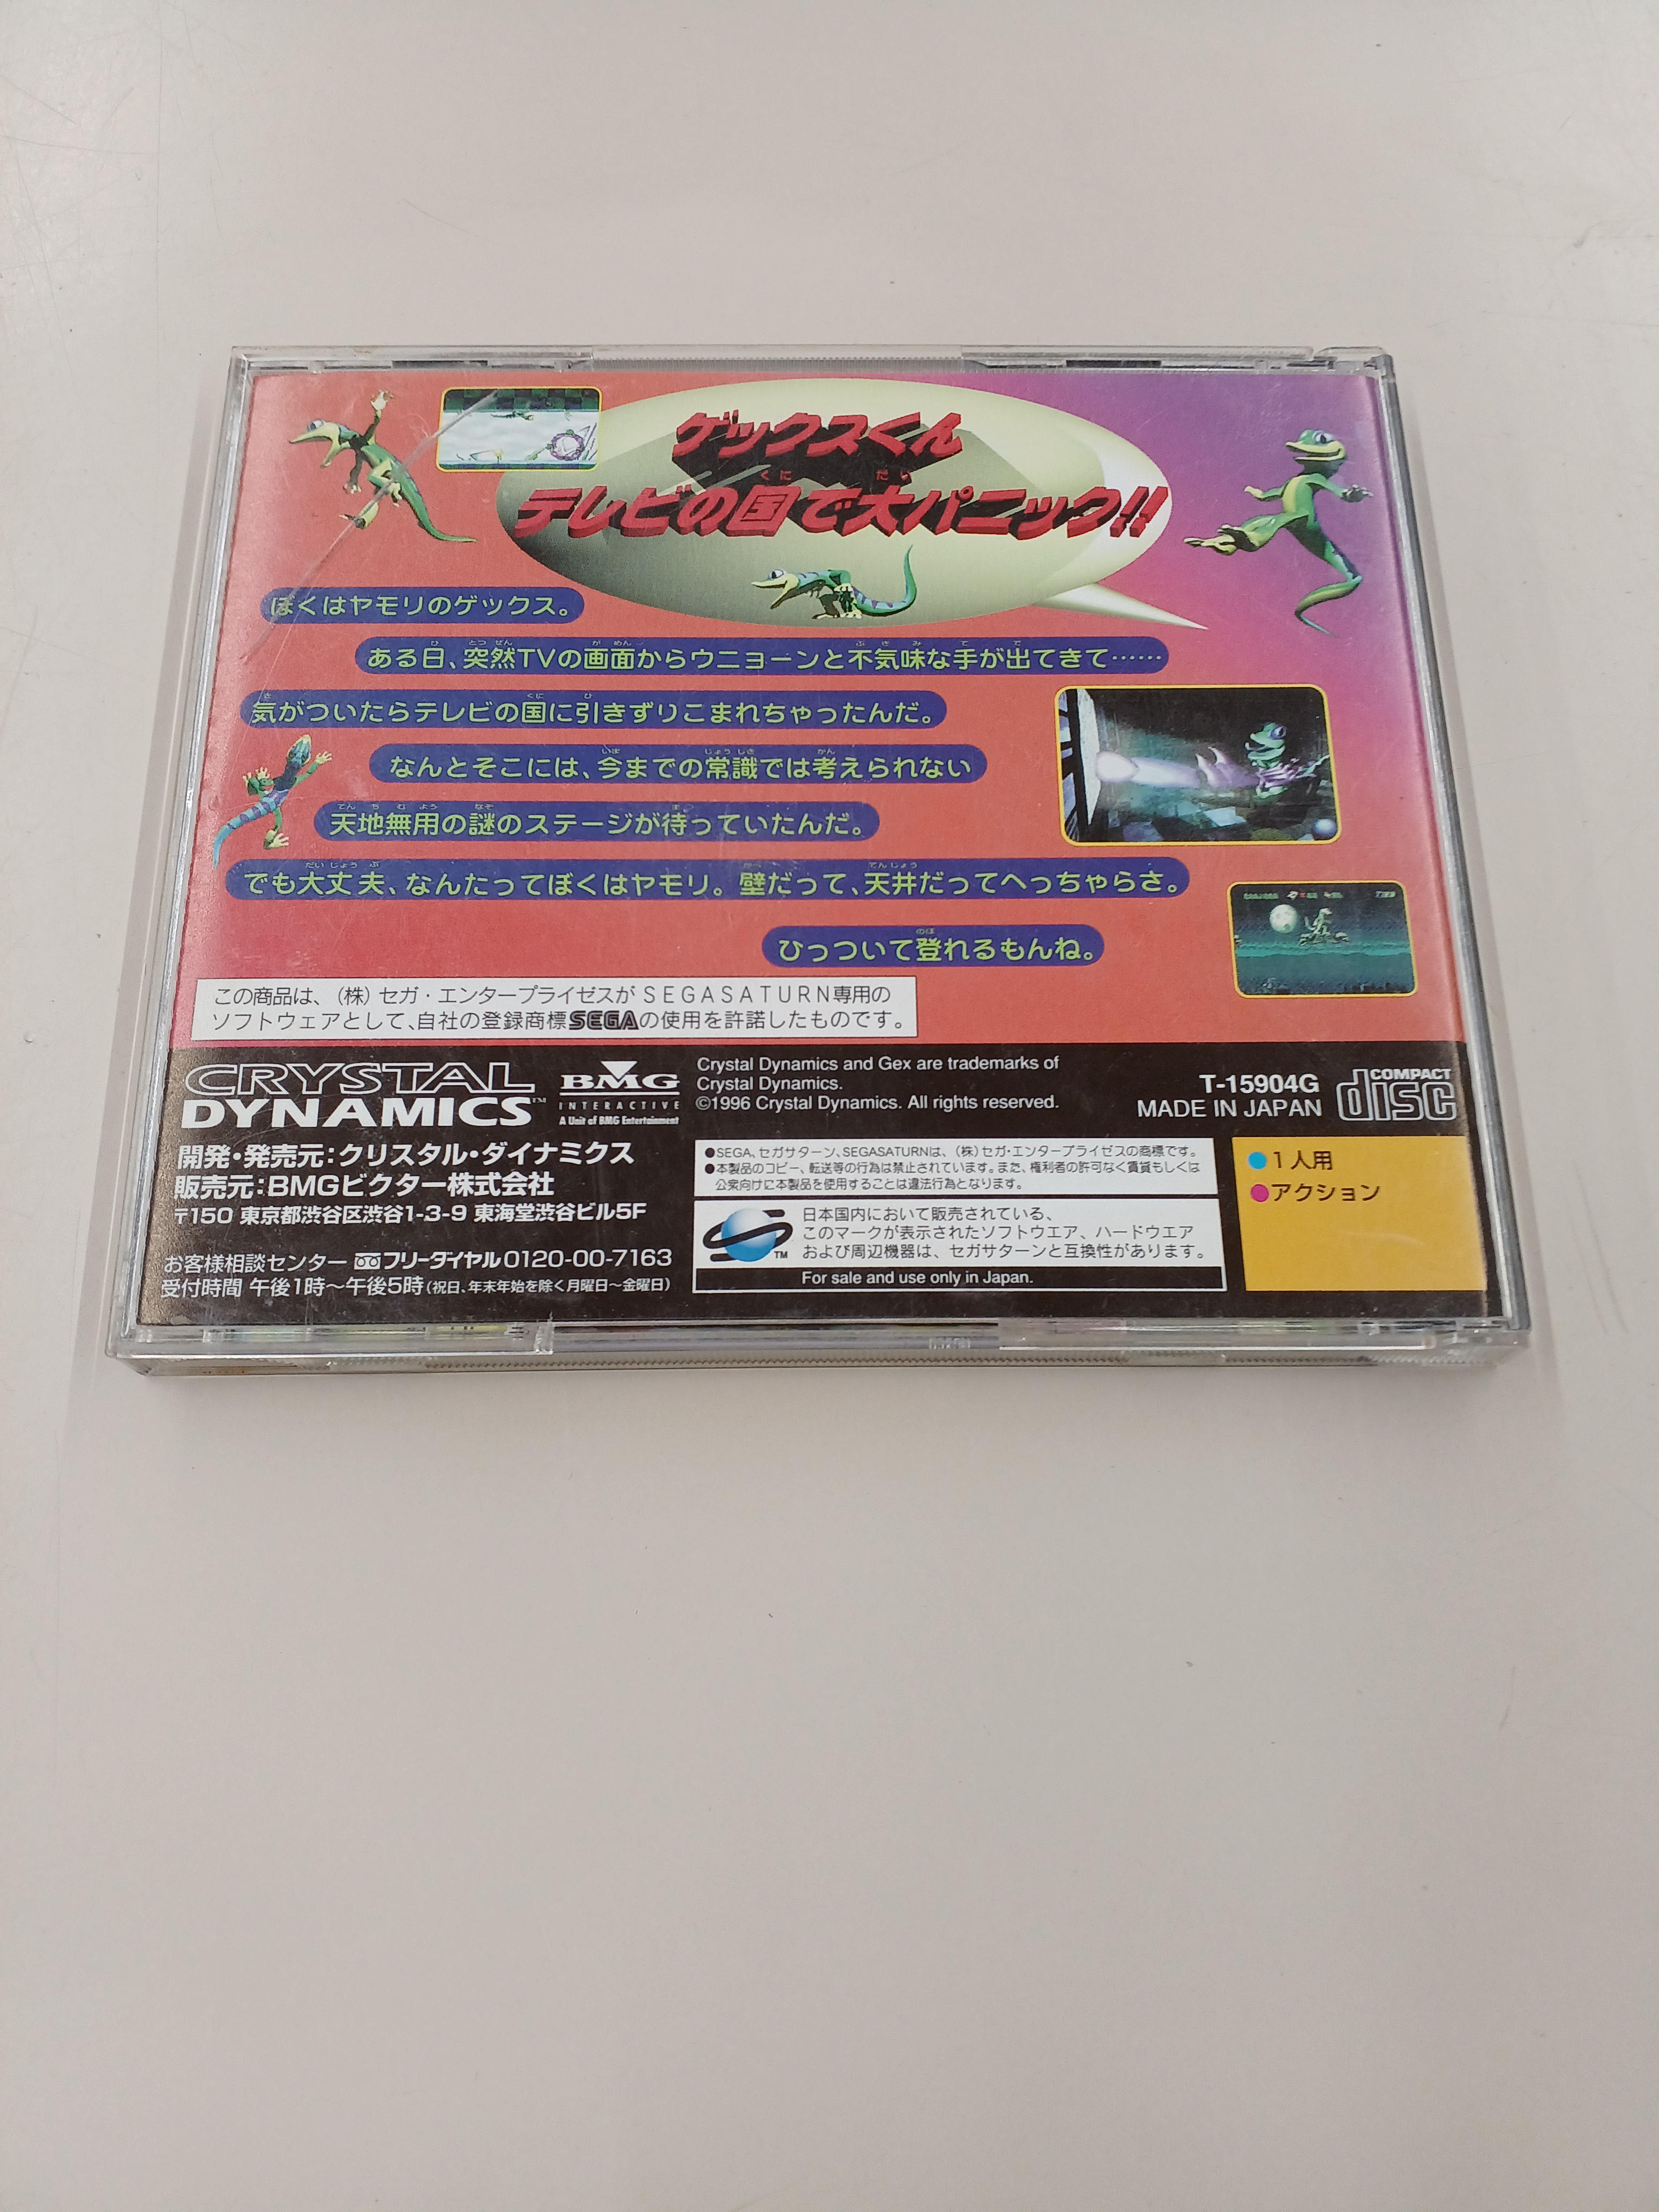 ゲックスくん
テレビの国で大パニック!!
ぼくはヤモリのゲックス。
ある日、突然TVの画面からウニョーンと不気味な手が出てきて……
気がついたらテレビの国に引きずりこまれちゃったんだ。
なんとそこには、今までの常識では考えられない
天地無用の謎のステージが待っていたんだ。
でも大丈夫、なんたってぼくはヤモリ。壁だって、天井だってへっちゃらさ。
ひっついて登れるもんね。
この商品は、(株)セガ・エンタープライゼスがSEGASATURN専用の
ソフトウェアとして、自社の登録商標SEGAの使用を許諾したものです。
CRYSTAL
DYNAMICS™
BMG
INTERACTIVE
A Unit of BMG Entertainment
Crystal Dynamics and Gex are trademarks of
Crystal Dynamics.
©1996 Crystal Dynamics. All rights reserved.
T-15904G
MADE IN JAPAN
COMPACT
disc
開発・発売元:クリスタル・ダイナミクス
販売元:BMGビクター株式会社
〒150 東京都渋谷区渋谷1-3-9 東海堂渋谷ビル5F
お客様相談センター フリーダイヤル0120-00-7163
受付時間 午後1時〜午後5時(祝日、年末年始を除く月曜日〜金曜日)
●SEGA、セガサターン、SEGASATURNは、(株)セガ・エンタープライゼスの商標です。
●本製品のコピー、転送等の行為は禁止されています。また、権利者の許可なく賃貸もしくは
公衆向けに本製品を使用することは違法行為となります。
日本国内において販売されている、
このマークが表示されたソフトウエア、ハードウエア
および周辺機器は、セガサターンと互換性があります。
TM
For sale and use only in Japan.
●1人用
●アクション